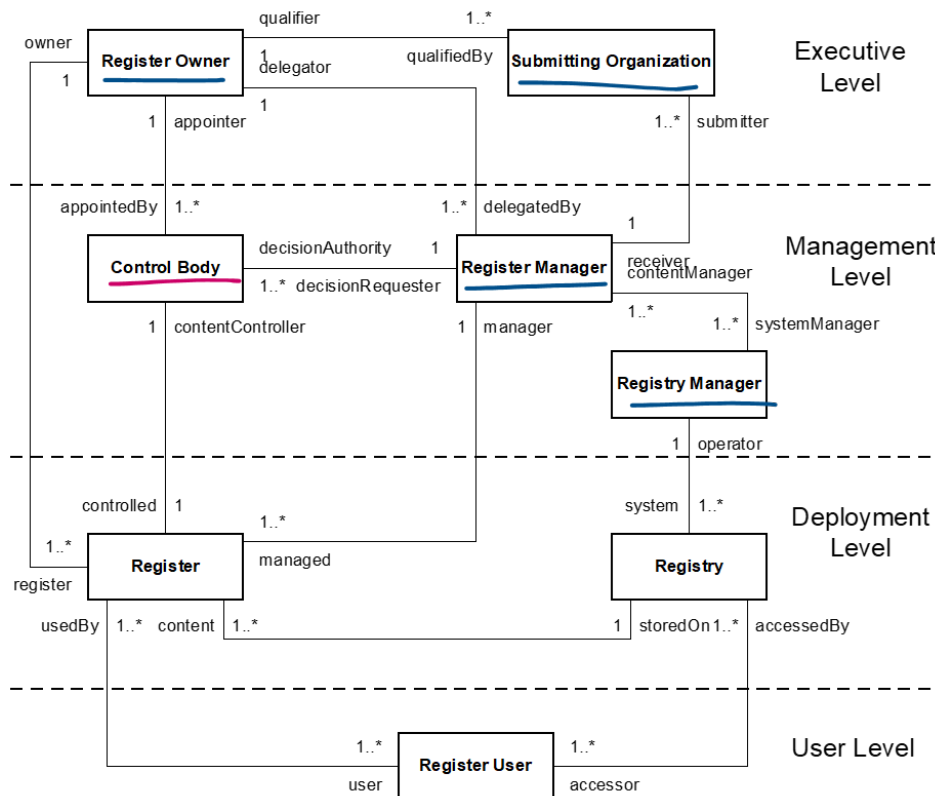 qualifier
1..*
owner
Register Owner
1
qualifiedBy
Submitting Organization
Executive
Level
1
delegator
1
1
appointer
1..*
submitter
appointedBy
1..*
1..*
delegatedBy
1
Management
Level
Control Body
decisionAuthority
1
Register Manager
receiver
contentManager
1..*
decisionRequester
1..*
1..*
systemManager
1
contentController
1
manager
Registry Manager
1
operator
controlled
1
system
1..*
Deployment
Level
1..*
1..*
Register
managed
Registry
register
usedBy
1..*
content
1..*
1
storedOn
1..*
accessedBy
1..*
1..*
User Level
Register User
user
accessor